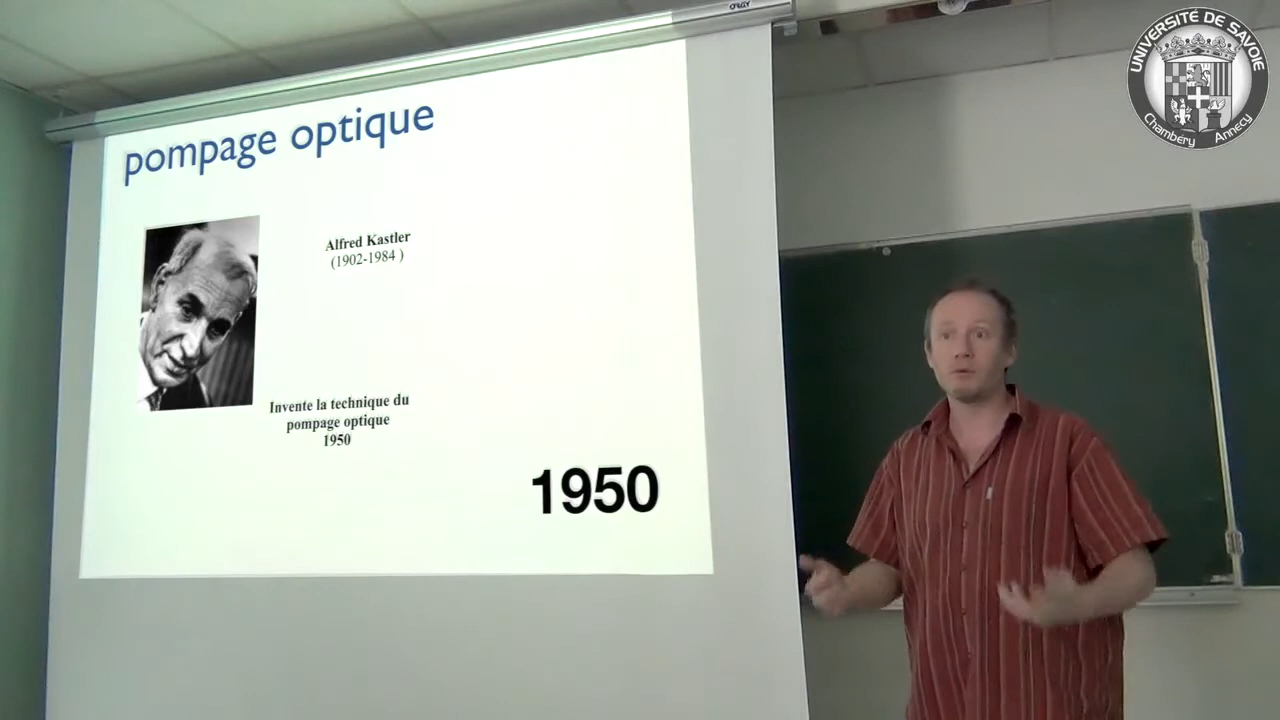 ORAY
UNIVERSITÉ DE SAVOIE
Chambéry Annecy
pompage optique
Alfred Kastler
(1902-1984 )
Invente la technique du
pompage optique
1950
1950